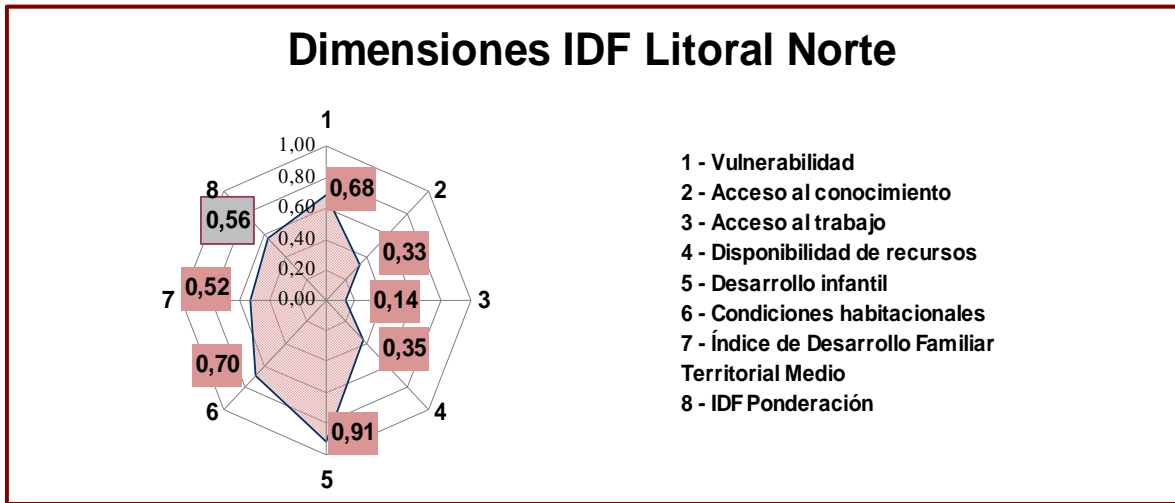 Dimensiones IDF Litoral Norte
1
1,00
0,80
0,60
0,40
0,20
0,00
0,68
2
0,33
3
0,14
4
0,35
5
0,91
6
0,70
7
0,52
8
0,56
1 - Vulnerabilidad
2 - Acceso al conocimiento
3 - Acceso al trabajo
4 - Disponibilidad de recursos
5 - Desarrollo infantil
6 - Condiciones habitacionales
7 - Índice de Desarrollo Familiar
Territorial Medio
8 - IDF Ponderación